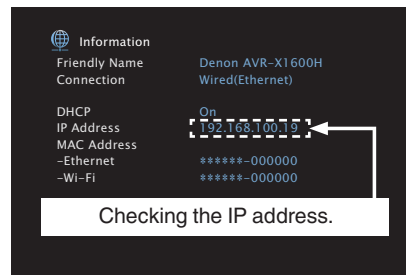 Information
Friendly Name Denon AVR-X1600H
Connection Wired(Ethernet)
DHCP On
IP Address 192.168.100.19
MAC Address
-Ethernet ******-000000
-Wi-Fi ******-000000
Checking the IP address.